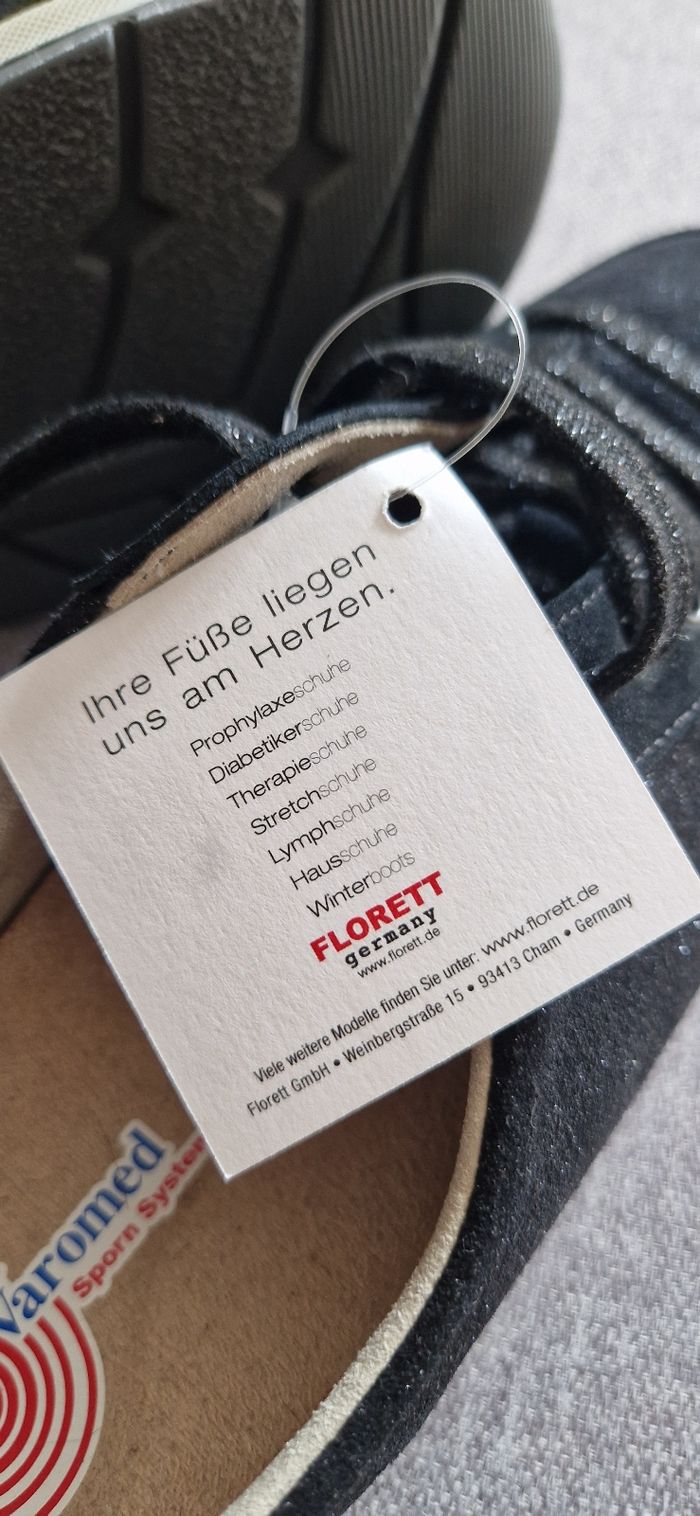 Ihre Füße liegen
uns am Herzen.
Prophylaxeschuhe
Diabetikerschuhe
Therapieschuhe
Stretchschuhe
Lymphschuhe
Hausschuhe
Winterboots
FLORETT
germany
www.florett.de
Viele weitere Modelle finden Sie unter: www.florett.de
Florett GmbH • Weinbergstraße 15 • 93413 Cham • Germany
Varomed
Sporn System